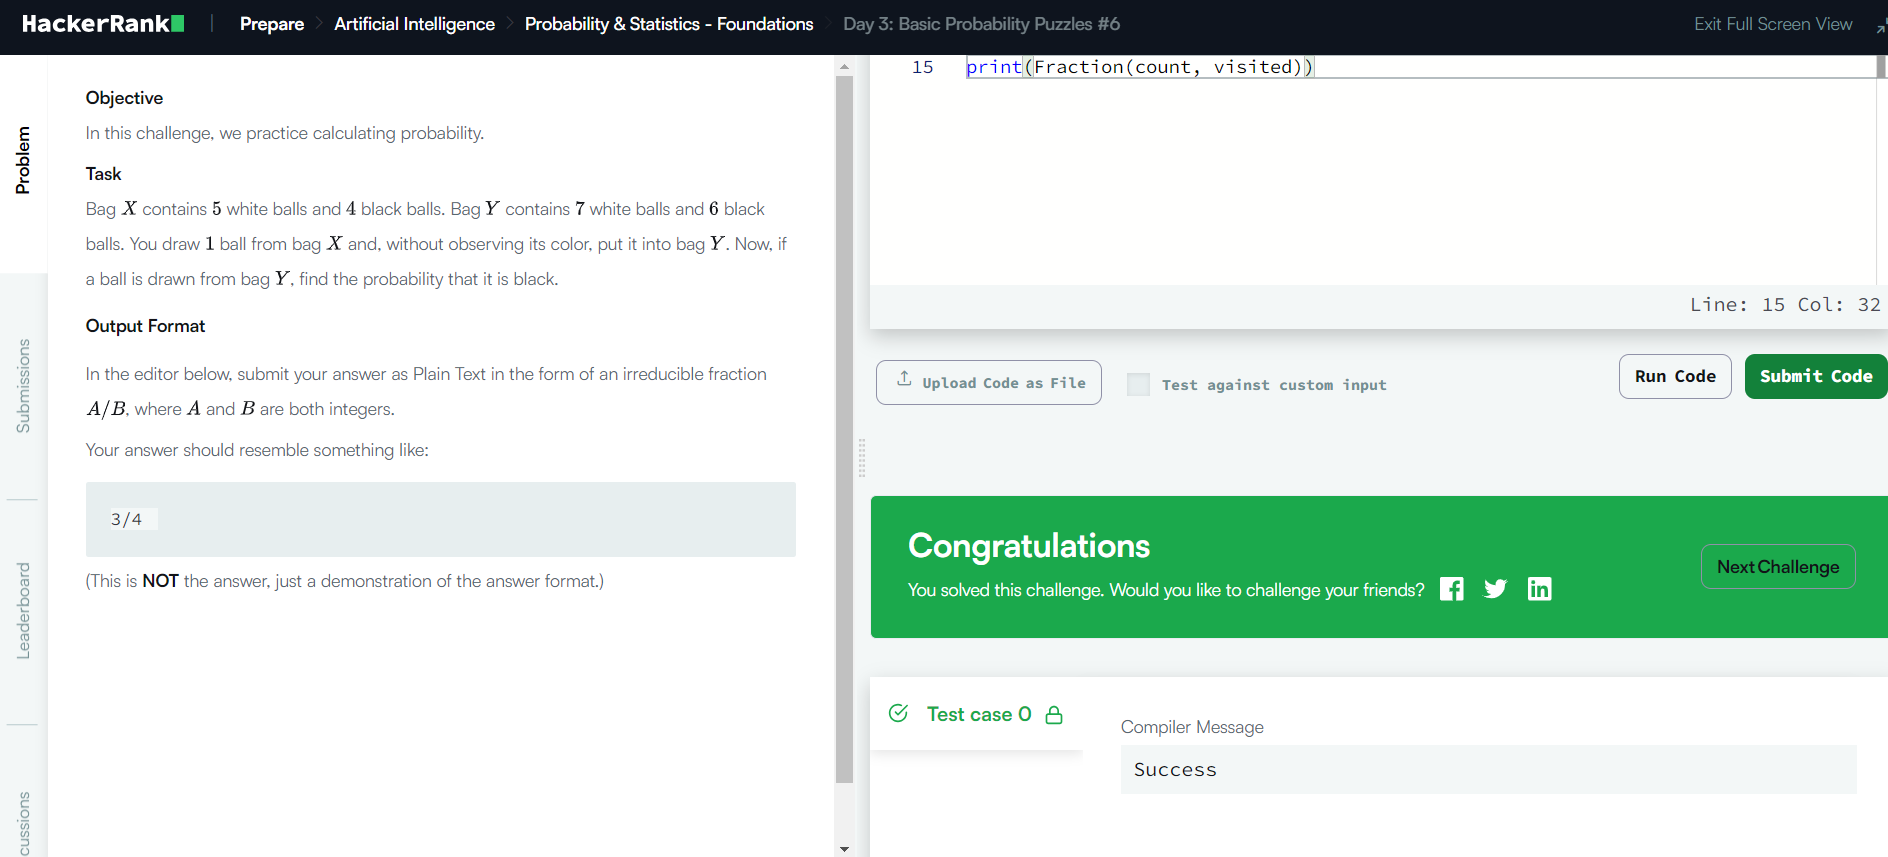 HackerRank | Prepare > Artificial Intelligence > Probability & Statistics - Foundations > Day 3: Basic Probability Puzzles #6 Exit Full Screen View
Problem
Submissions
Leaderboard
cussions
Objective
In this challenge, we practice calculating probability.
Task
Bag X contains 5 white balls and 4 black balls. Bag Y contains 7 white balls and 6 black
balls. You draw 1 ball from bag X and, without observing its color, put it into bag Y. Now, if
a ball is drawn from bag Y, find the probability that it is black.
Output Format
In the editor below, submit your answer as Plain Text in the form of an irreducible fraction
A/B, where A and B are both integers.
Your answer should resemble something like:
3/4
(This is NOT the answer, just a demonstration of the answer format.)
15 print(Fraction(count, visited))
Line: 15 Col: 32
Upload Code as File
Test against custom input
Run Code
Submit Code
Congratulations
You solved this challenge. Would you like to challenge your friends?
Next Challenge
Test case 0
Compiler Message
Success